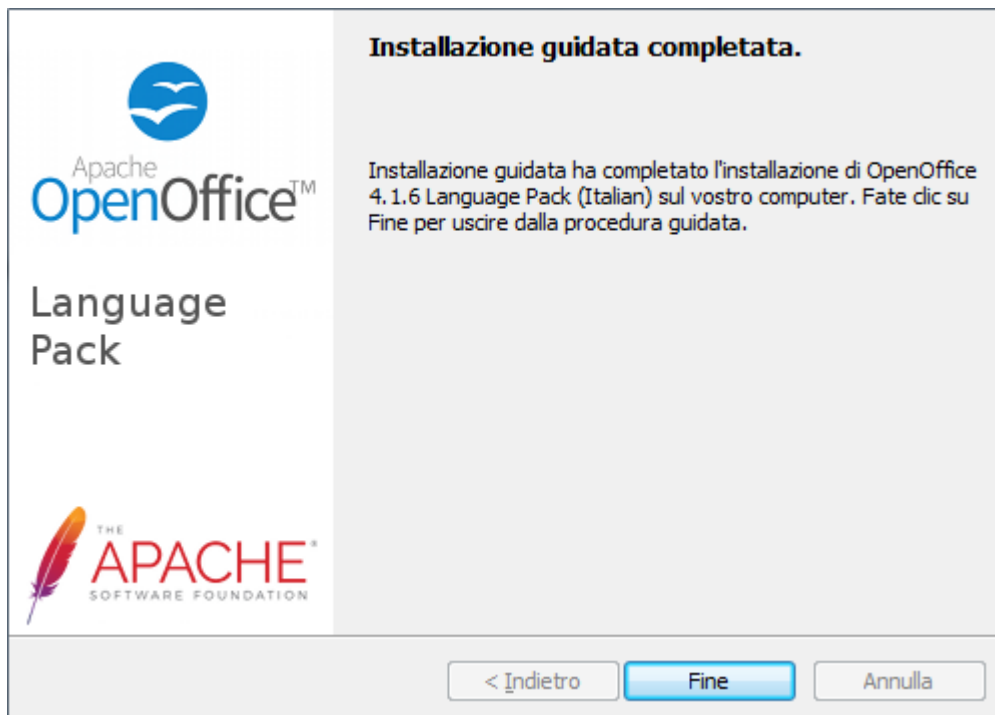 Installazione guidata completata.
Apache
OpenOffice™
Installazione guidata ha completato l'installazione di OpenOffice
4.1.6 Language Pack (Italian) sul vostro computer. Fate clic su
Fine per uscire dalla procedura guidata.
Language
Pack
THE
APACHE®
SOFTWARE FOUNDATION
< Indietro
Fine
Annulla